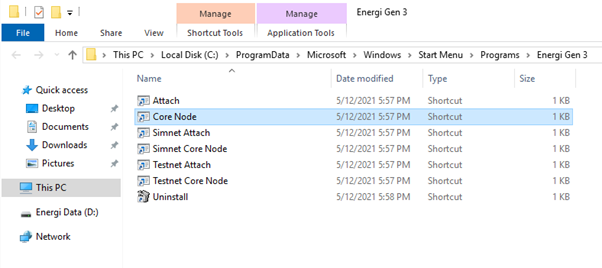 Manage Manage Energi Gen 3
File Home Share View Shortcut Tools Application Tools
This PC Local Disk (C:) ProgramData Microsoft Windows Start Menu Programs Energi Gen 3
Name Date modified Type Size
Quick access
Desktop
Documents
Downloads
Pictures
This PC
Energi Data (D:)
Network
Attach 5/12/2021 5:57 PM Shortcut 1 KB
Core Node 5/12/2021 5:57 PM Shortcut 1 KB
Simnet Attach 5/12/2021 5:57 PM Shortcut 1 KB
Simnet Core Node 5/12/2021 5:57 PM Shortcut 1 KB
Testnet Attach 5/12/2021 5:57 PM Shortcut 1 KB
Testnet Core Node 5/12/2021 5:57 PM Shortcut 1 KB
Uninstall 5/12/2021 5:58 PM Shortcut 1 KB